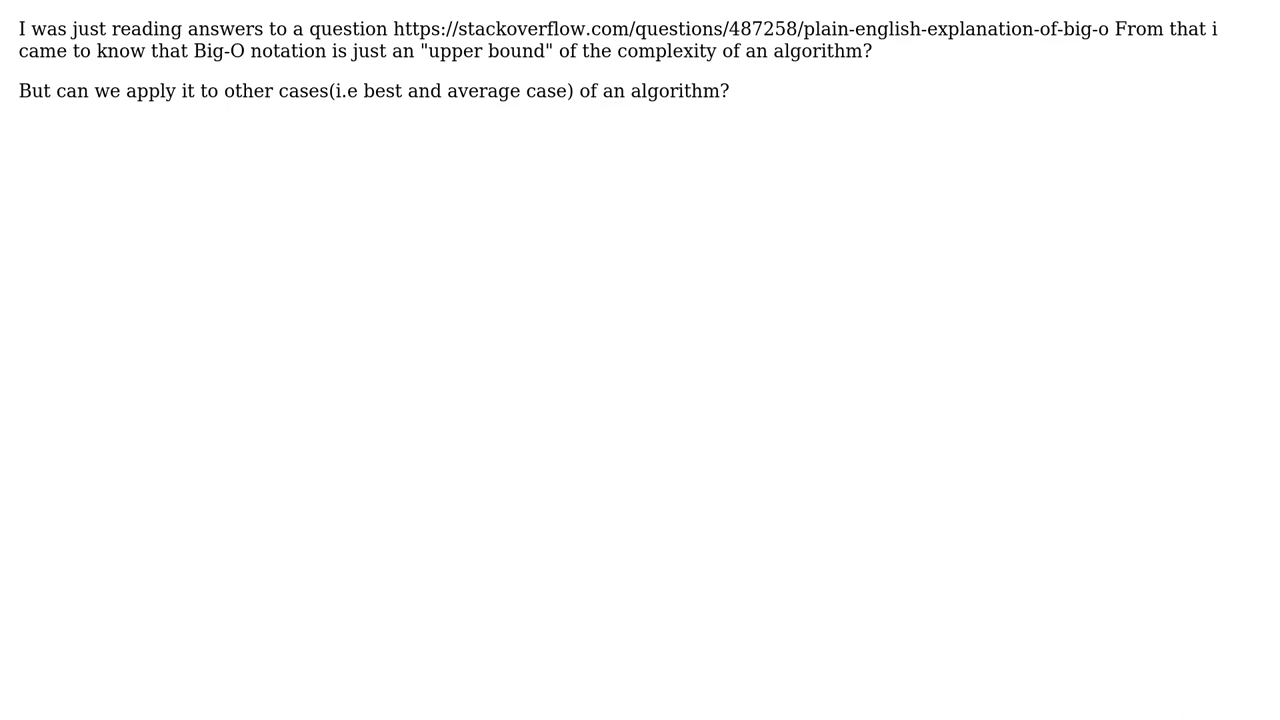 I was just reading answers to a question https://stackoverflow.com/questions/487258/plain-english-explanation-of-big-o From that i
came to know that Big-O notation is just an "upper bound" of the complexity of an algorithm?
But can we apply it to other cases(i.e best and average case) of an algorithm?